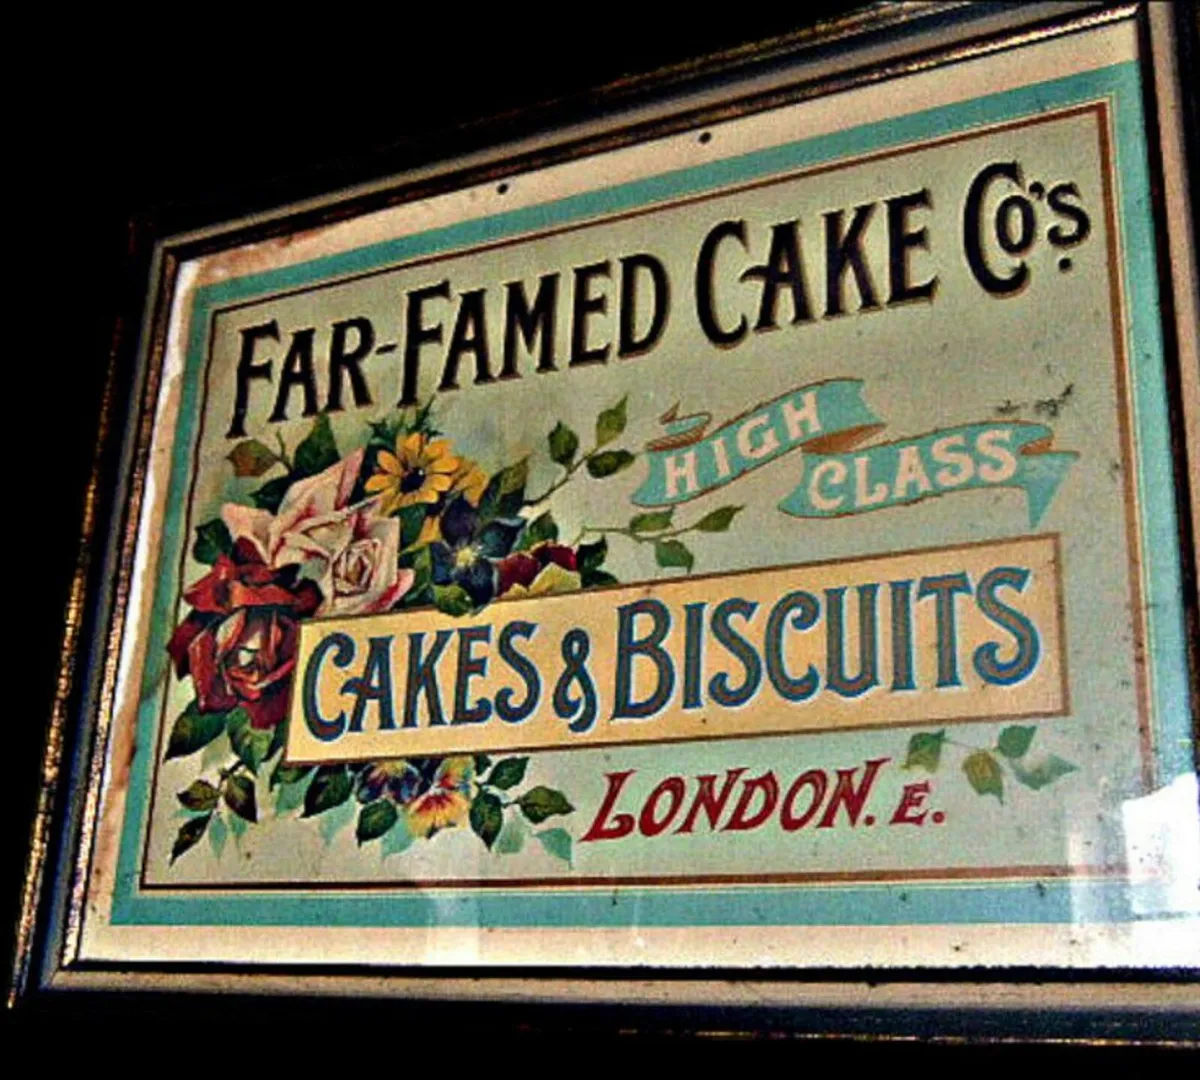 FAR-FAMED CAKE CO'S.
HIGH
CLASS
CAKES & BISCUITS
LONDON. E.